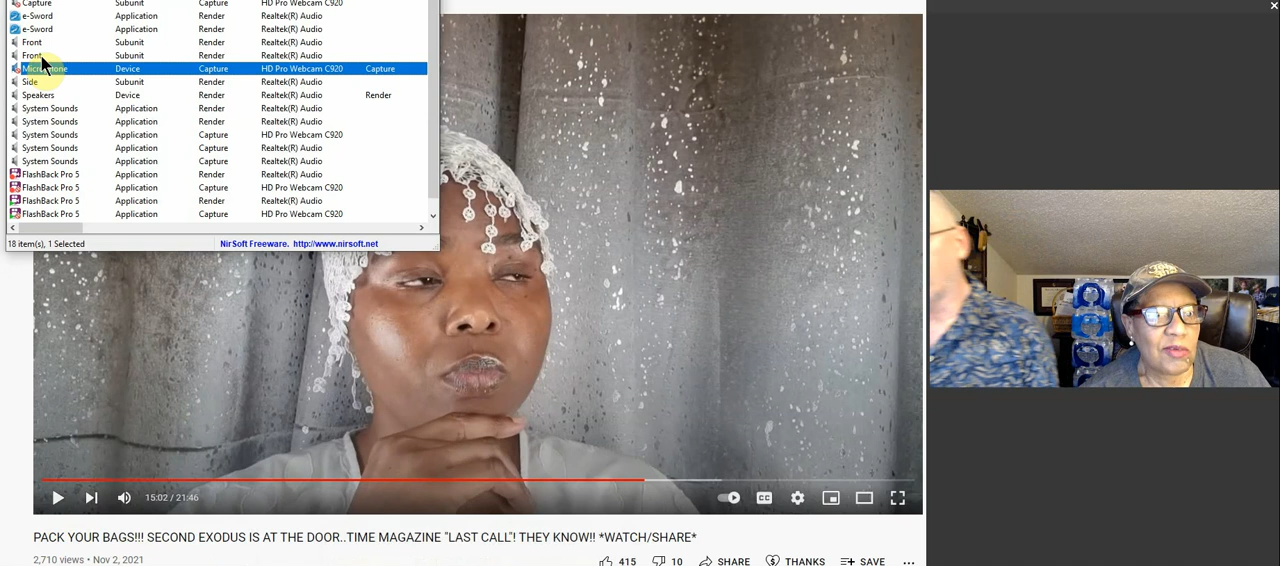 Capture Subunit Capture HD Pro Webcam C920
e-Sword Application Render Realtek(R) Audio
e-Sword Application Render Realtek(R) Audio
Front Subunit Render Realtek(R) Audio
Front Subunit Render Realtek(R) Audio
Microphone Device Capture HD Pro Webcam C920 Capture
Side Subunit Render Realtek(R) Audio
Speakers Device Render Realtek(R) Audio Render
System Sounds Application Render Realtek(R) Audio
System Sounds Application Render Realtek(R) Audio
System Sounds Application Capture HD Pro Webcam C920
System Sounds Application Capture Realtek(R) Audio
System Sounds Application Capture Realtek(R) Audio
FlashBack Pro 5 Application Render Realtek(R) Audio
FlashBack Pro 5 Application Capture HD Pro Webcam C920
FlashBack Pro 5 Application Render Realtek(R) Audio
FlashBack Pro 5 Application Capture HD Pro Webcam C920
18 item(s), 1 Selected NirSoft Freeware. http://www.nirsoft.net
15:02 / 21:46
CC
PACK YOUR BAGS!!! SECOND EXODUS IS AT THE DOOR..TIME MAGAZINE "LAST CALL"! THEY KNOW!! *WATCH/SHARE*
2,710 views • Nov 2, 2021
415 10 SHARE THANKS SAVE